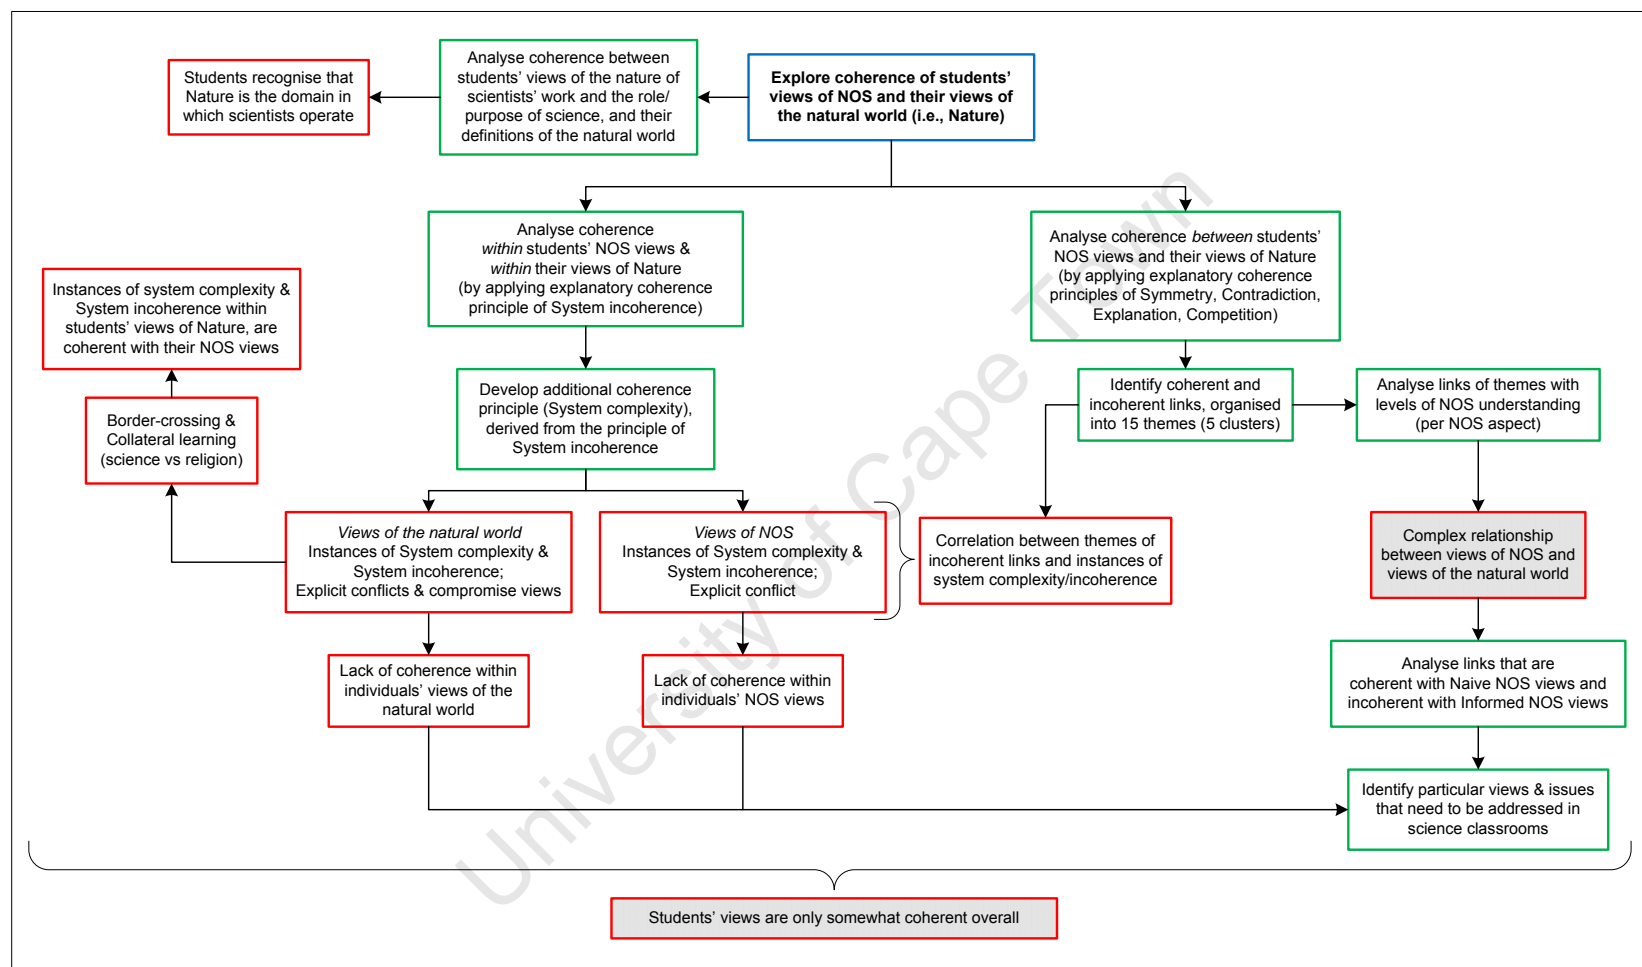 Students recognise that
Nature is the domain in
which scientists operate
Analyse coherence between
students' views of the nature of
scientists' work and the role/
purpose of science, and their
definitions of the natural world
Explore coherence of students'
views of NOS and their views of
the natural world (i.e., Nature)
Analyse coherence
within students' NOS views &
within their views of Nature
(by applying explanatory coherence
principle of System incoherence)
Analyse coherence between students'
NOS views and their views of Nature
(by applying explanatory coherence
principles of Symmetry, Contradiction,
Explanation, Competition)
Instances of system complexity &
System incoherence within
students' views of Nature, are
coherent with their NOS views
Develop additional coherence
principle (System complexity),
derived from the principle of
System incoherence
Identify coherent and
incoherent links, organised
into 15 themes (5 clusters)
Analyse links of themes with
levels of NOS understanding
(per NOS aspect)
Border-crossing &
Collateral learning
(science vs religion)
Views of the natural world
Instances of System complexity &
System incoherence;
Explicit conflicts & compromise views
Views of NOS
Instances of System complexity &
System incoherence;
Explicit conflict
Correlation between themes of
incoherent links and instances of
system complexity/incoherence
Complex relationship
between views of NOS and
views of the natural world
Lack of coherence within
individuals' views of the
natural world
Lack of coherence within
individuals' NOS views
Analyse links that are
coherent with Naive NOS views and
incoherent with Informed NOS views
Identify particular views & issues
that need to be addressed in
science classrooms
Students' views are only somewhat coherent overall
University of Cape Town